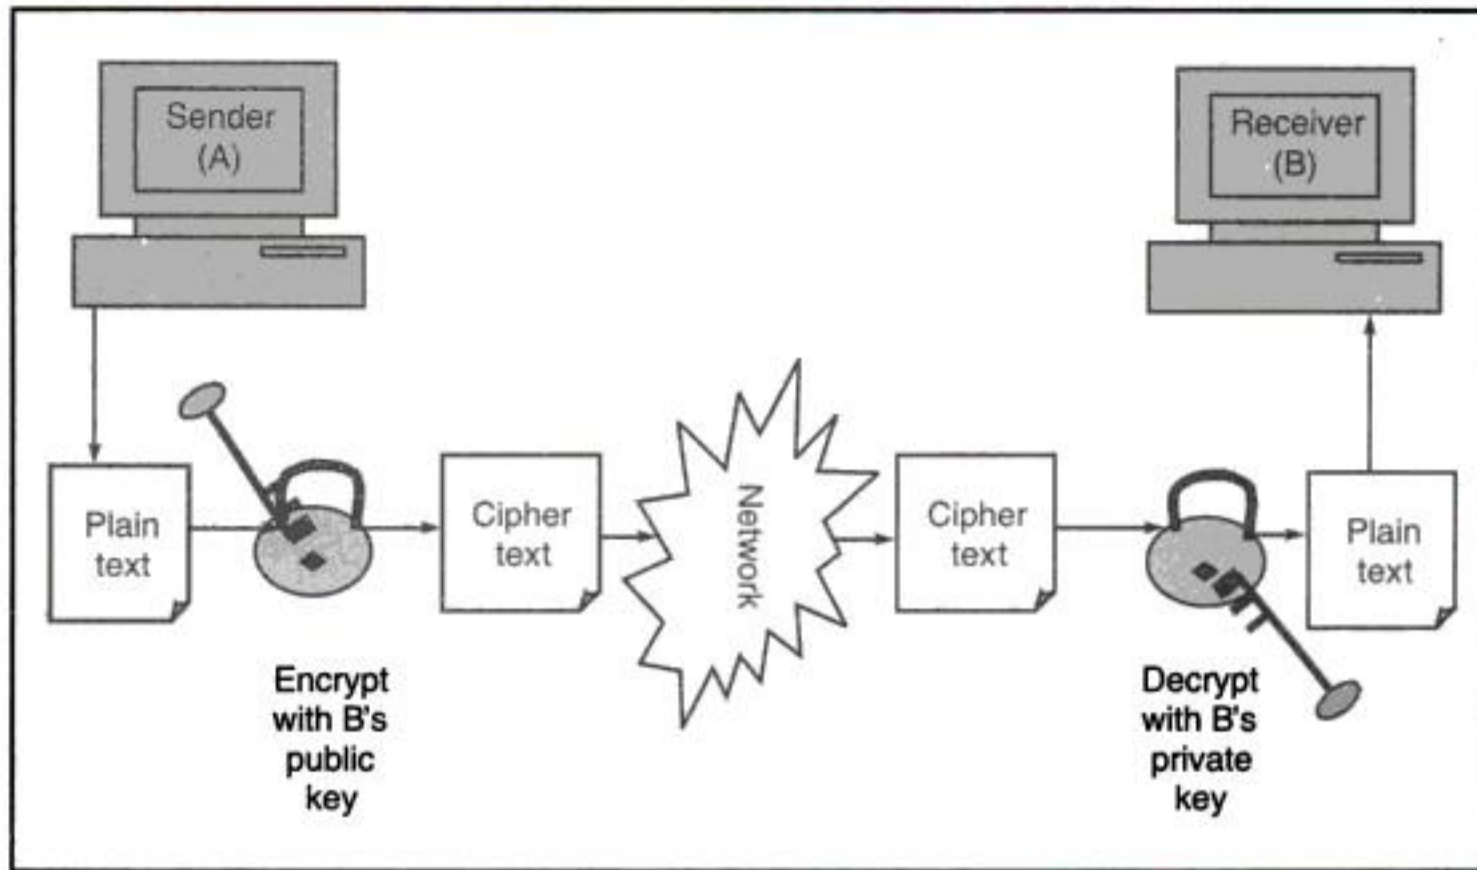 Sender
(A)
Receiver
(B)
Plain
text
Cipher
text
Network
Cipher
text
Plain
text
Encrypt
with B's
public
key
Decrypt
with B's
private
key